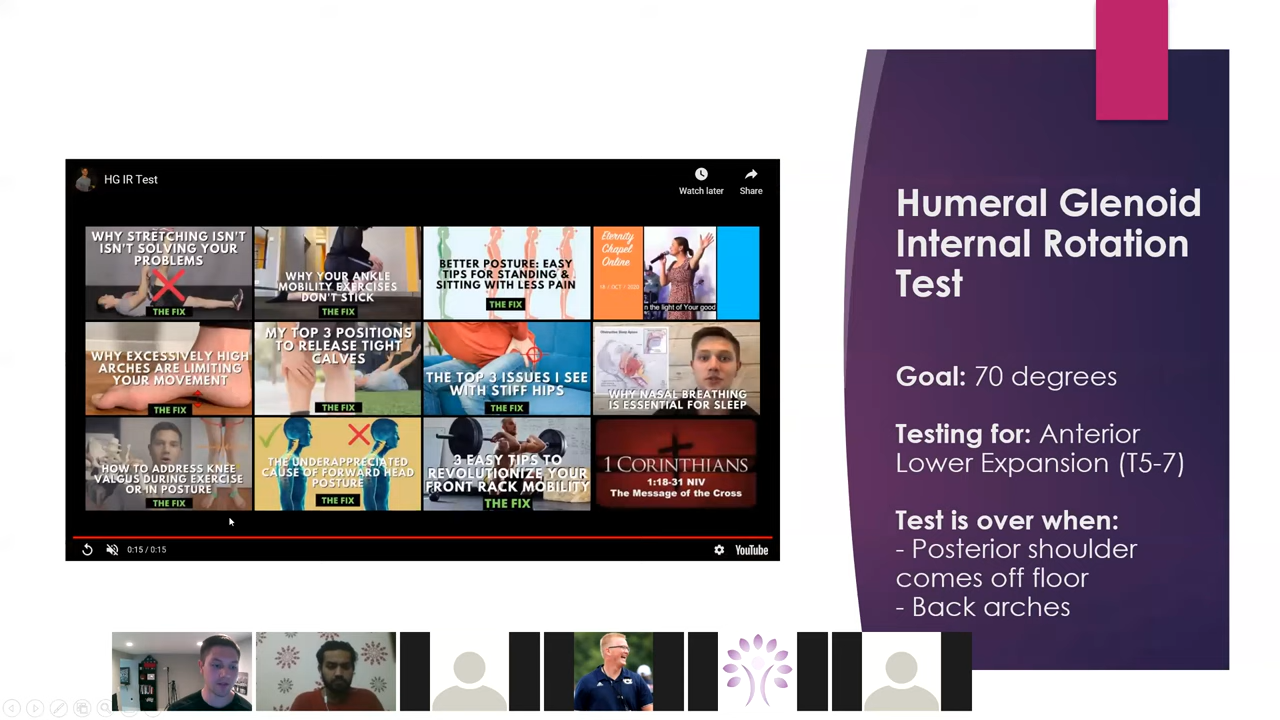 HG IR Test
Watch later
Share
WHY STRETCHING ISN'T
ISN'T SOLVING YOUR
PROBLEMS
THE FIX
WHY YOUR ANKLE
MOBILITY EXERCISES
DON'T STICK
THE FIX
BETTER POSTURE: EASY
TIPS FOR STANDING &
SITTING WITH LESS PAIN
THE FIX
Eternity
Chapel
Online
in the light of Your good
WHY EXCESSIVELY HIGH
ARCHES ARE LIMITING
YOUR MOVEMENT
THE FIX
MY TOP 3 POSITIONS
TO RELEASE TIGHT
CALVES
THE FIX
THE TOP 3 ISSUES I SEE
WITH STIFF HIPS
THE FIX
WHY NASAL BREATHING
IS ESSENTIAL FOR SLEEP
HOW TO ADDRESS KNEE
VALGUS DURING EXERCISE
OR IN POSTURE
THE FIX
THE UNDERAPPRECIATED
CAUSE OF FORWARD HEAD
POSTURE
THE FIX
3 EASY TIPS TO
REVOLUTIONIZE YOUR
FRONT RACK MOBILITY
THE FIX
1 CORINTHIANS
1:18-31 NIV
The Message of the Cross
0:15 / 0:15
YouTube
Humeral Glenoid
Internal Rotation
Test
Goal: 70 degrees
Testing for: Anterior
Lower Expansion (T5-7)
Test is over when:
- Posterior shoulder
comes off floor
- Back arches